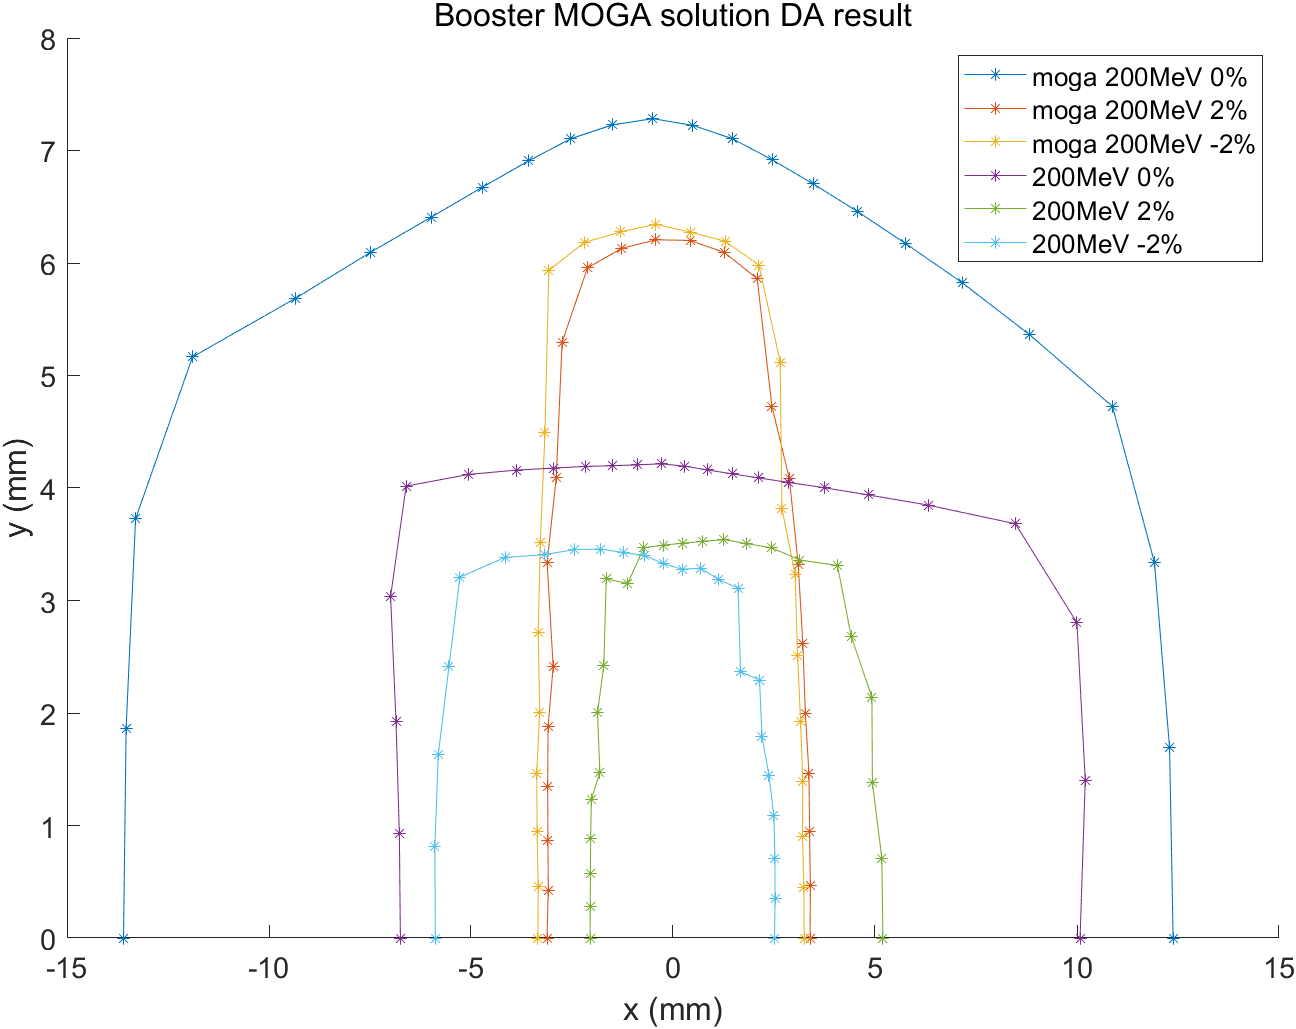 Booster MOGA solution DA result
moga 200MeV 0%
moga 200MeV 2%
moga 200MeV -2%
200MeV 0%
200MeV 2%
200MeV -2%
8
7
6
5
4
3
2
1
0
y (mm)
-15
-10
-5
0
5
10
15
x (mm)